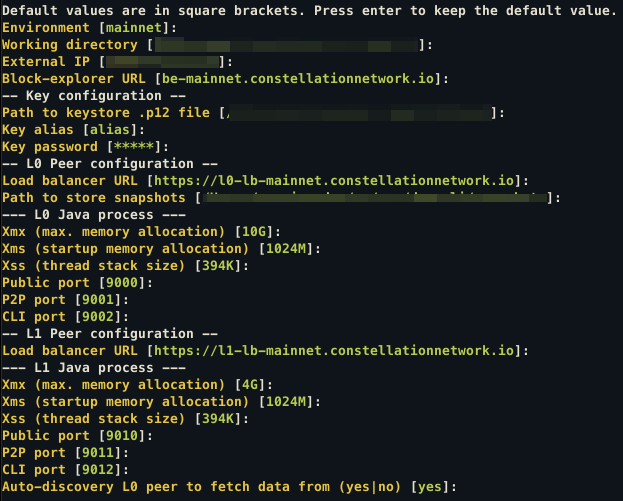 Default values are in square brackets. Press enter to keep the default value.
Environment [mainnet]:
Working directory [ ]:
External IP [ ]:
Block-explorer URL [be-mainnet.constellationnetwork.io]:
-- Key configuration --
Path to keystore .p12 file [/ ]:
Key alias [alias]:
Key password [*****]:
-- L0 Peer configuration --
Load balancer URL [https://l0-lb-mainnet.constellationnetwork.io]:
Path to store snapshots [ ]:
--- L0 Java process ---
Xmx (max. memory allocation) [10G]:
Xms (startup memory allocation) [1024M]:
Xss (thread stack size) [394K]:
Public port [9000]:
P2P port [9001]:
CLI port [9002]:
-- L1 Peer configuration --
Load balancer URL [https://l1-lb-mainnet.constellationnetwork.io]:
--- L1 Java process ---
Xmx (max. memory allocation) [4G]:
Xms (startup memory allocation) [1024M]:
Xss (thread stack size) [394K]:
Public port [9010]:
P2P port [9011]:
CLI port [9012]:
Auto-discovery L0 peer to fetch data from (yes|no) [yes]: